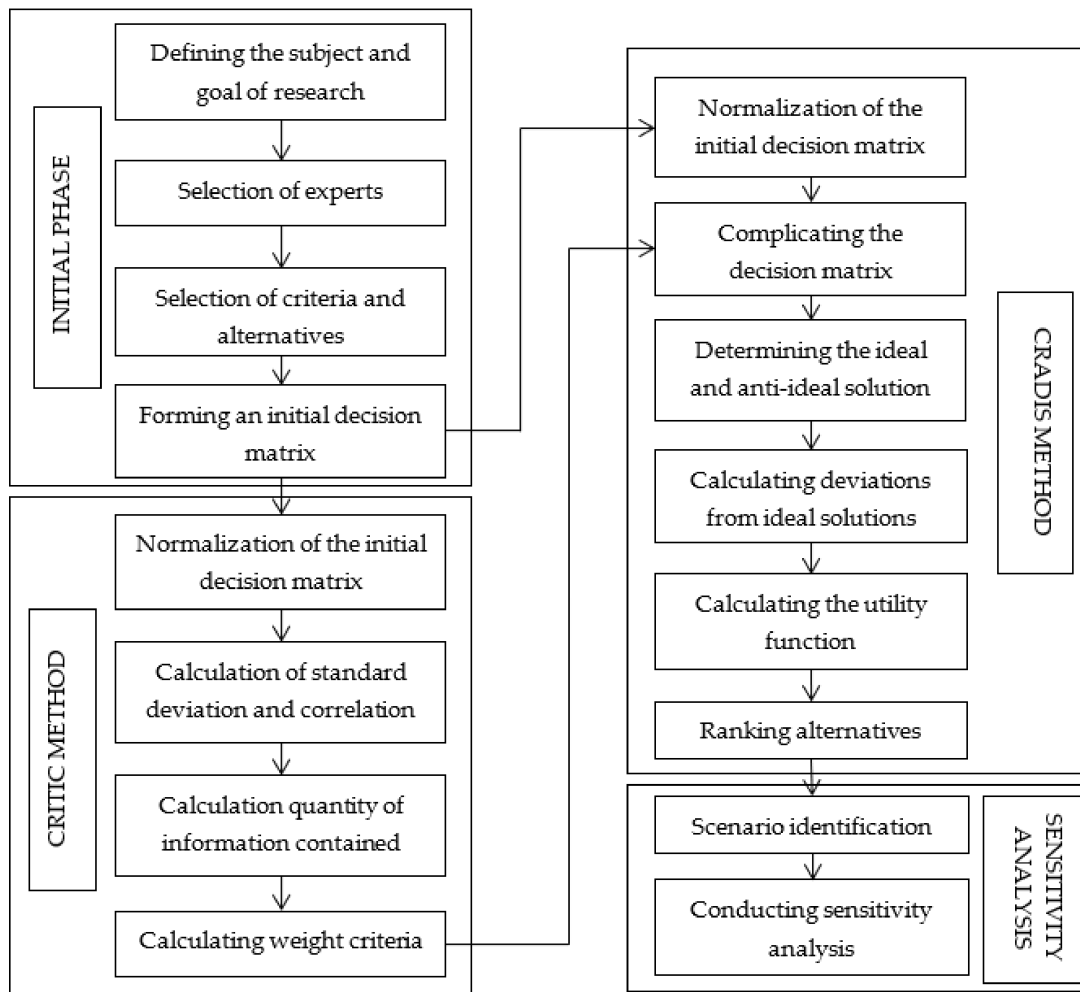 INITIAL PHASE
Defining the subject and
goal of research
Selection of experts
Selection of criteria and
alternatives
Forming an initial decision
matrix
CRITIC METHOD
Normalization of the initial
decision matrix
Calculation of standard
deviation and correlation
Calculation quantity of
information contained
Calculating weight criteria
Normalization of the
initial decision matrix
Complicating the
decision matrix
Determining the ideal
and anti-ideal solution
Calculating deviations
from ideal solutions
Calculating the utility
function
Ranking alternatives
CRADIS METHOD
Scenario identification
Conducting sensitivity
analysis
SENSITIVITY
ANALYSIS